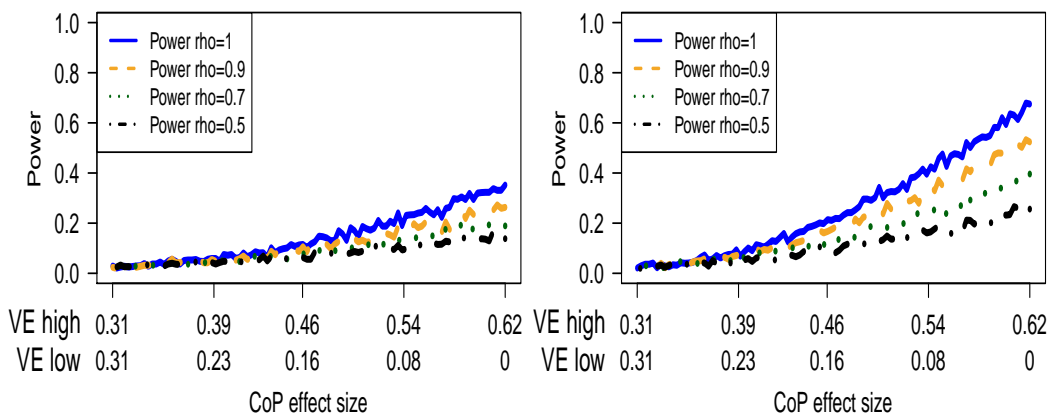 1.0
0.8
0.6
0.4
0.2
0.0
Power
Power rho=1
Power rho=0.9
Power rho=0.7
Power rho=0.5
VE high 0.31 0.39 0.46 0.54 0.62
VE low 0.31 0.23 0.16 0.08 0
CoP effect size
1.0
0.8
0.6
0.4
0.2
0.0
Power
Power rho=1
Power rho=0.9
Power rho=0.7
Power rho=0.5
VE high 0.31 0.39 0.46 0.54 0.62
VE low 0.31 0.23 0.16 0.08 0
CoP effect size